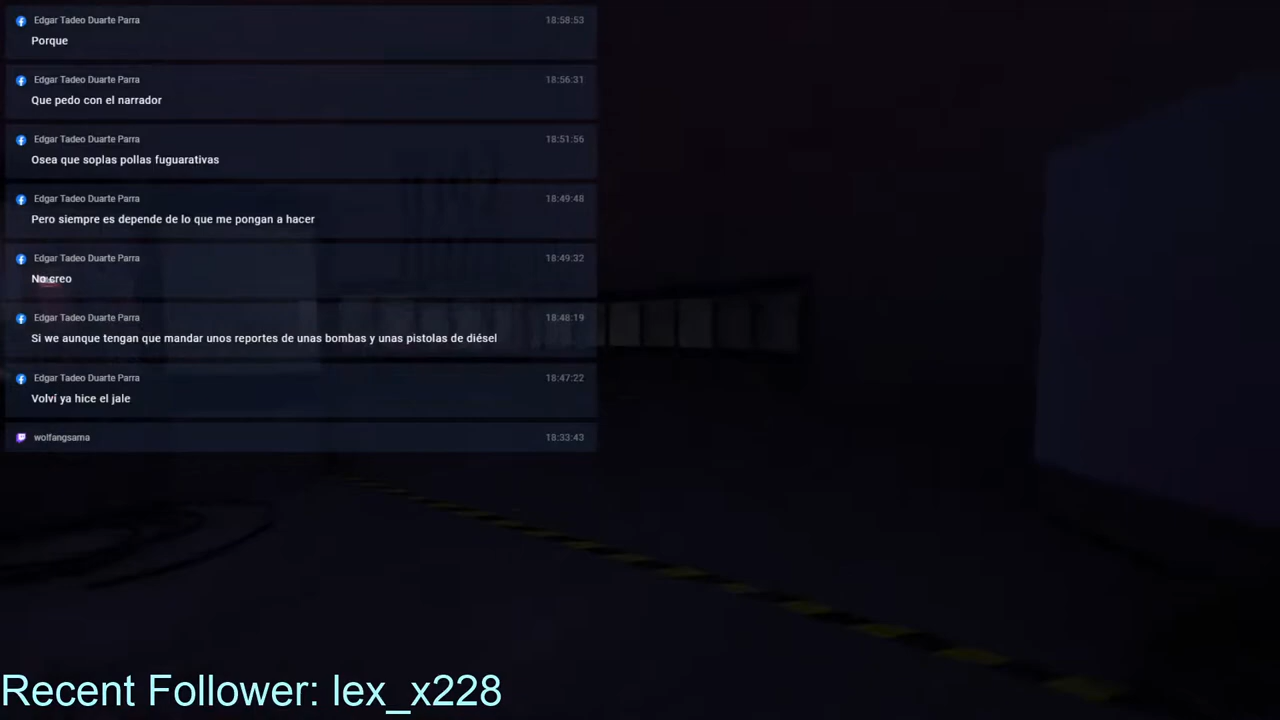 Edgar Tadeo Duarte Parra 18:58:53
Porque
Edgar Tadeo Duarte Parra 18:56:31
Que pedo con el narrador
Edgar Tadeo Duarte Parra 18:51:56
Osea que soplas pollas fuguarativas
Edgar Tadeo Duarte Parra 18:49:48
Pero siempre es depende de lo que me pongan a hacer
Edgar Tadeo Duarte Parra 18:49:32
No creo
Edgar Tadeo Duarte Parra 18:48:19
Si we aunque tengan que mandar unos reportes de unas bombas y unas pistolas de diésel
Edgar Tadeo Duarte Parra 18:47:22
Volví ya hice el jale
wolfangsama 18:33:43
Recent Follower: lex_x228